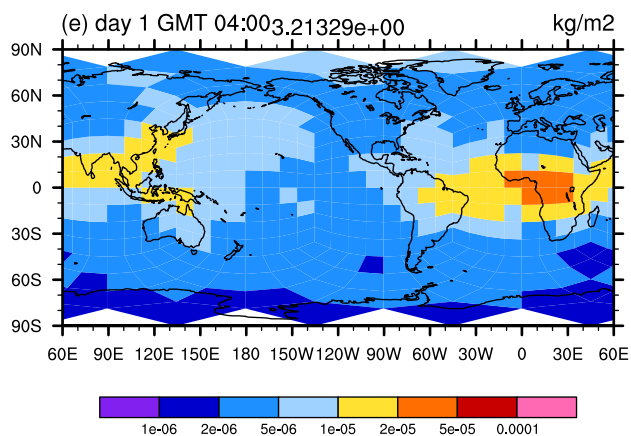 (e) day 1 GMT 04:00 3.21329e+00 kg/m2
90N
60N
30N
0
30S
60S
90S
60E 90E 120E 150E 180 150W 120W 90W 60W 30W 0 30E 60E
1e-06 2e-06 5e-06 1e-05 2e-05 5e-05 0.0001